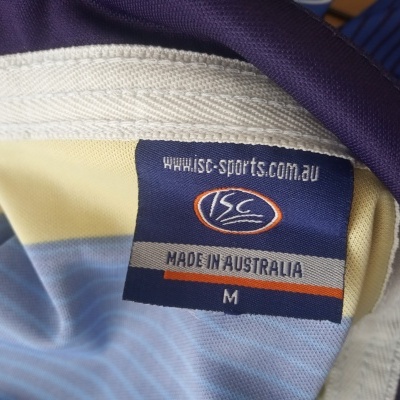 www.isc-sports.com.au
ISC
MADE IN AUSTRALIA
M